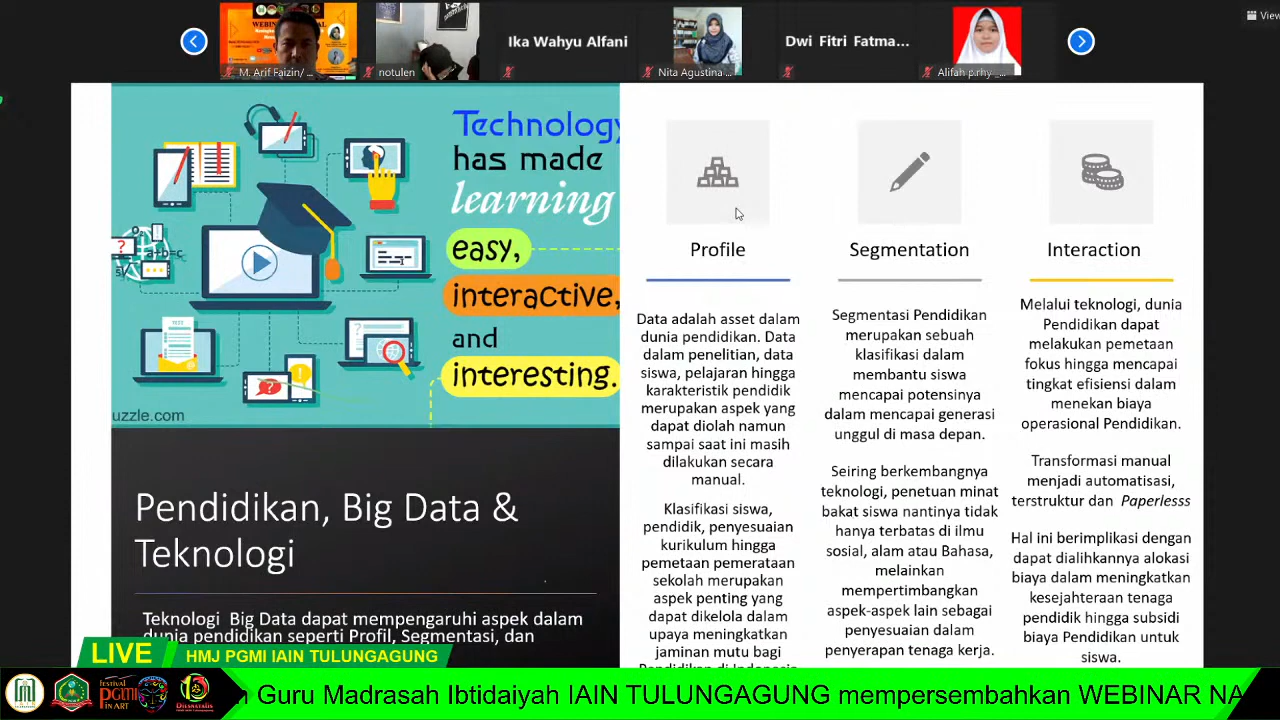 View
WEBINAR
M. Arif Faizin/
notulen
Ika Wahyu Alfani
Nita Agustina ...
Dwi Fitri Fatma...
Alifah p.rhy_...
Technology
has made
learning
easy,
interactive,
and
interesting.
uzzle.com
Pendidikan, Big Data &
Teknologi
Teknologi Big Data dapat mempengaruhi aspek dalam
dunia pendidikan seperti Profil, Segmentasi, dan
Profile
Data adalah asset dalam
dunia pendidikan. Data
dalam penelitian, data
siswa, pelajaran hingga
karakteristik pendidik
merupakan aspek yang
dapat diolah namun
sampai saat ini masih
dilakukan secara
manual.
Klasifikasi siswa,
pendidik, penyesuaian
kurikulum hingga
pemetaan pemerataan
sekolah merupakan
aspek penting yang
dapat dikelola dalam
upaya meningkatkan
jaminan mutu bagi
Pendidikan di Indonesia
Segmentation
Segmentasi Pendidikan
merupakan sebuah
klasifikasi dalam
membantu siswa
mencapai potensinya
dalam mencapai generasi
unggul di masa depan.
Seiring berkembangnya
teknologi, penetuan minat
bakat siswa nantinya tidak
hanya terbatas di ilmu
sosial, alam atau Bahasa,
melainkan
mempertimbangkan
aspek-aspek lain sebagai
penyesuaian dalam
penyerapan tenaga kerja.
Interaction
Melalui teknologi, dunia
Pendidikan dapat
melakukan pemetaan
fokus hingga mencapai
tingkat efisiensi dalam
menekan biaya
operasional Pendidikan.
Transformasi manual
menjadi automatisasi,
terstruktur dan Paperlesss
Hal ini berimplikasi dengan
dapat dialihkannya alokasi
biaya dalam meningkatkan
kesejahteraan tenaga
pendidik hingga subsidi
biaya Pendidikan untuk
siswa.
LIVE
HMJ PGMI IAIN TULUNGAGUNG
Guru Madrasah Ibtidaiyah IAIN TULUNGAGUNG mempersembahkan WEBINAR NA